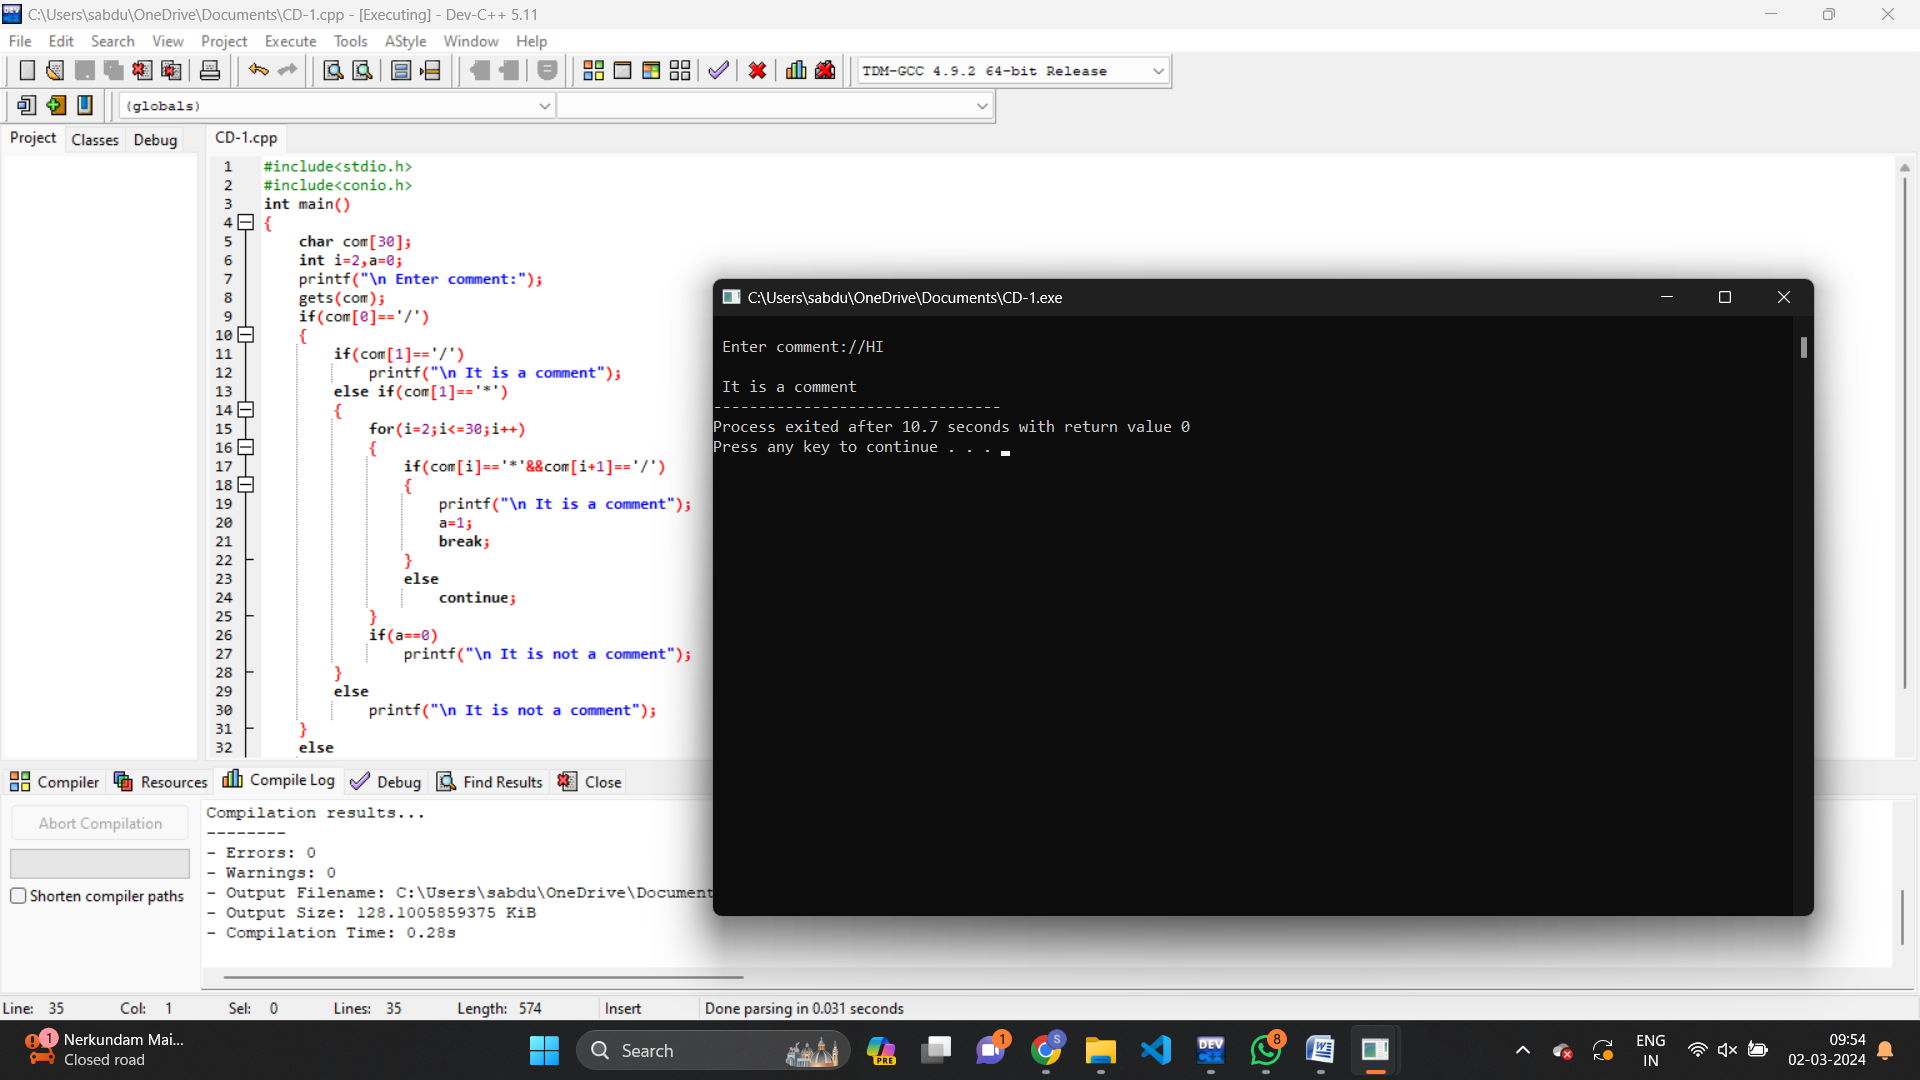 C:\Users\sabdu\OneDrive\Documents\CD-1.cpp - [Executing] - Dev-C++ 5.11
File Edit Search View Project Execute Tools AStyle Window Help
TDM-GCC 4.9.2 64-bit Release
(globals)
Project Classes Debug
CD-1.cpp
1 #include<stdio.h>
2 #include<conio.h>
3 int main()
4 {
5 char com[30];
6 int i=2,a=0;
7 printf("\n Enter comment:");
8 gets(com);
9 if(com[0]=='/')
10 {
11 if(com[1]=='/')
12 printf("\n It is a comment");
13 else if(com[1]=='*')
14 {
15 for(i=2;i<=30;i++)
16 {
17 if(com[i]=='*'&&com[i+1]=='/')
18 {
19 printf("\n It is a comment");
20 a=1;
21 break;
22 }
23 else
24 continue;
25 }
26 if(a==0)
27 printf("\n It is not a comment");
28 }
29 else
30 printf("\n It is not a comment");
31 }
32 else
C:\Users\sabdu\OneDrive\Documents\CD-1.exe
Enter comment://HI
It is a comment
--------------------------------
Process exited after 10.7 seconds with return value 0
Press any key to continue . . .
Compiler Resources Compile Log Debug Find Results Close
Abort Compilation
Shorten compiler paths
Compilation results...
--------
- Errors: 0
- Warnings: 0
- Output Filename: C:\Users\sabdu\OneDrive\Document
- Output Size: 128.1005859375 KiB
- Compilation Time: 0.28s
Line: 35 Col: 1 Sel: 0 Lines: 35 Length: 574 Insert Done parsing in 0.031 seconds
1
Nerkundam Mai...
Closed road
Search
PRE
1
S
DEV
8
ENG
IN
09:54
02-03-2024